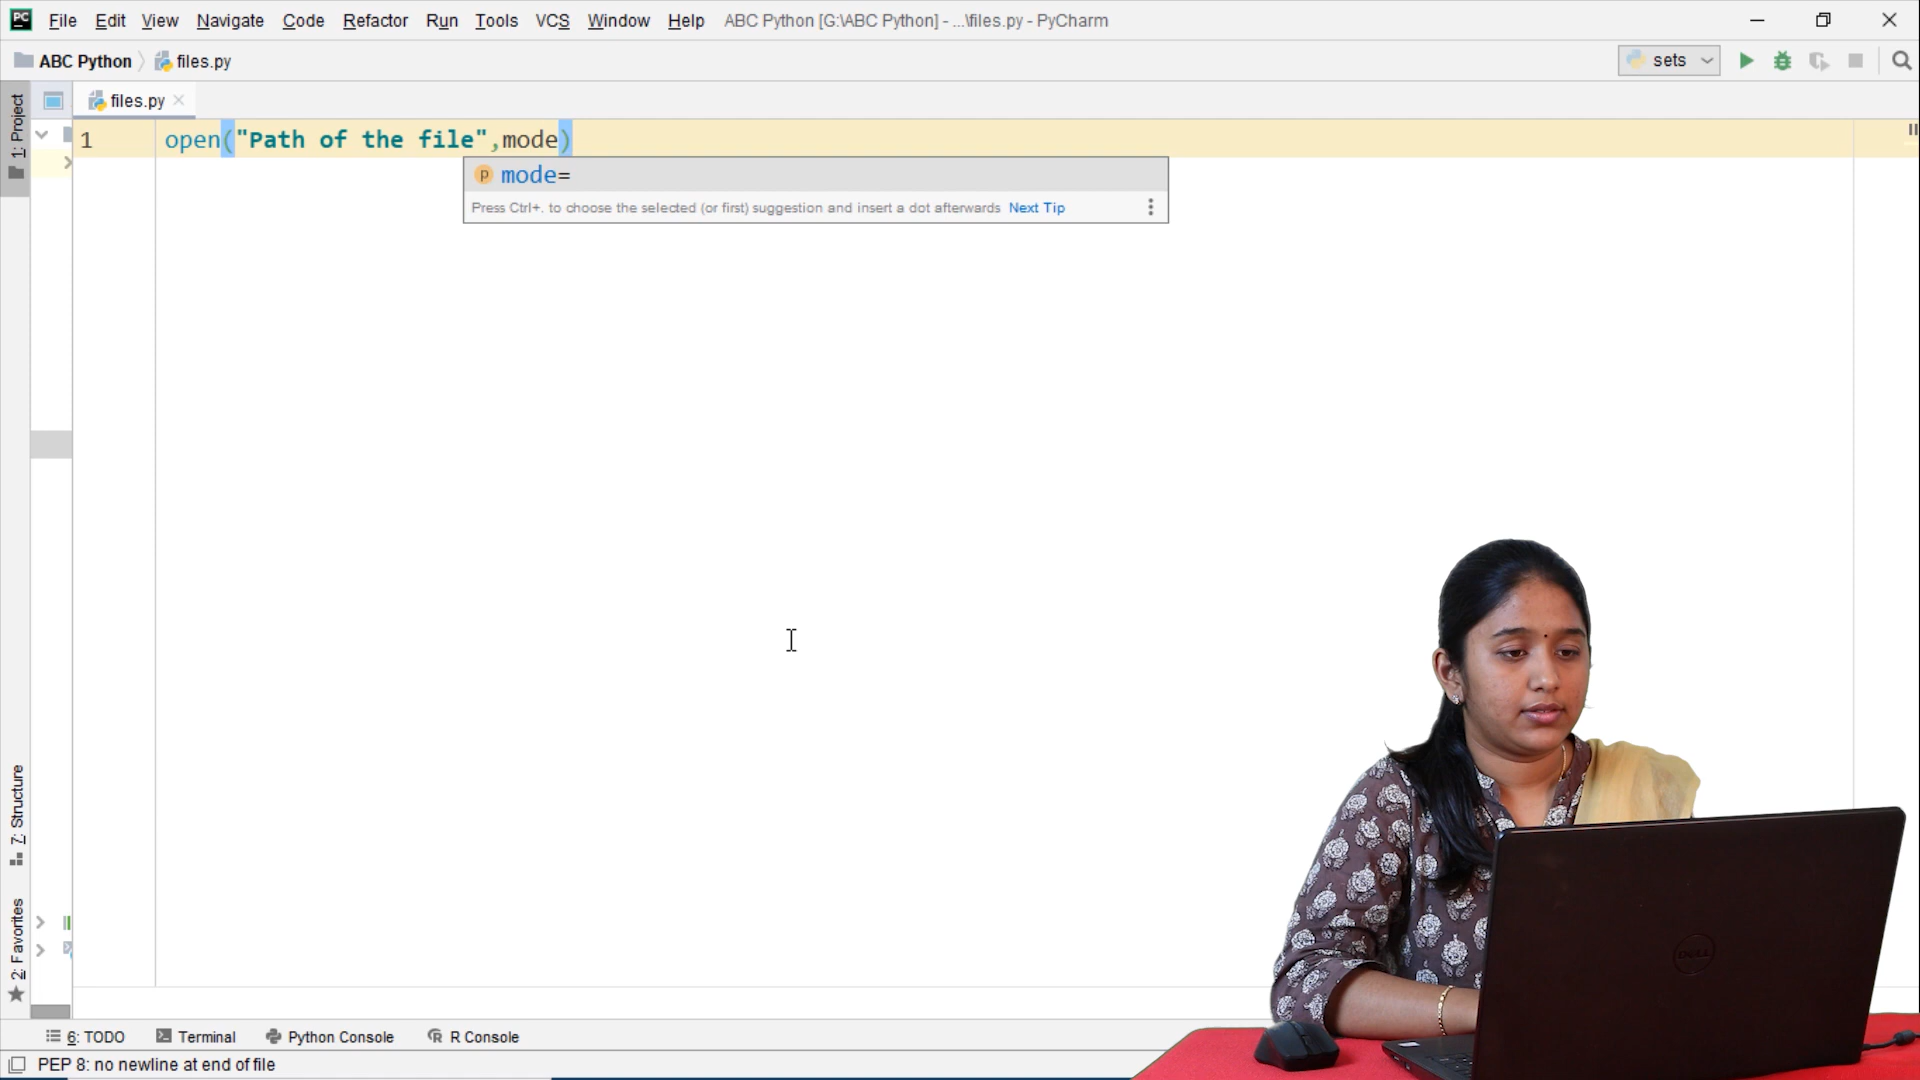 PC File Edit View Navigate Code Refactor Run Tools VCS Window Help ABC Python [G:\ABC Python] - ...\files.py - PyCharm
ABC Python files.py sets
1: Project files.py
1 open("Path of the file",mode)
p mode=
Press Ctrl+. to choose the selected (or first) suggestion and insert a dot afterwards Next Tip
7: Structure
2: Favorites
DELL
6: TODO Terminal Python Console R Console
PEP 8: no newline at end of file